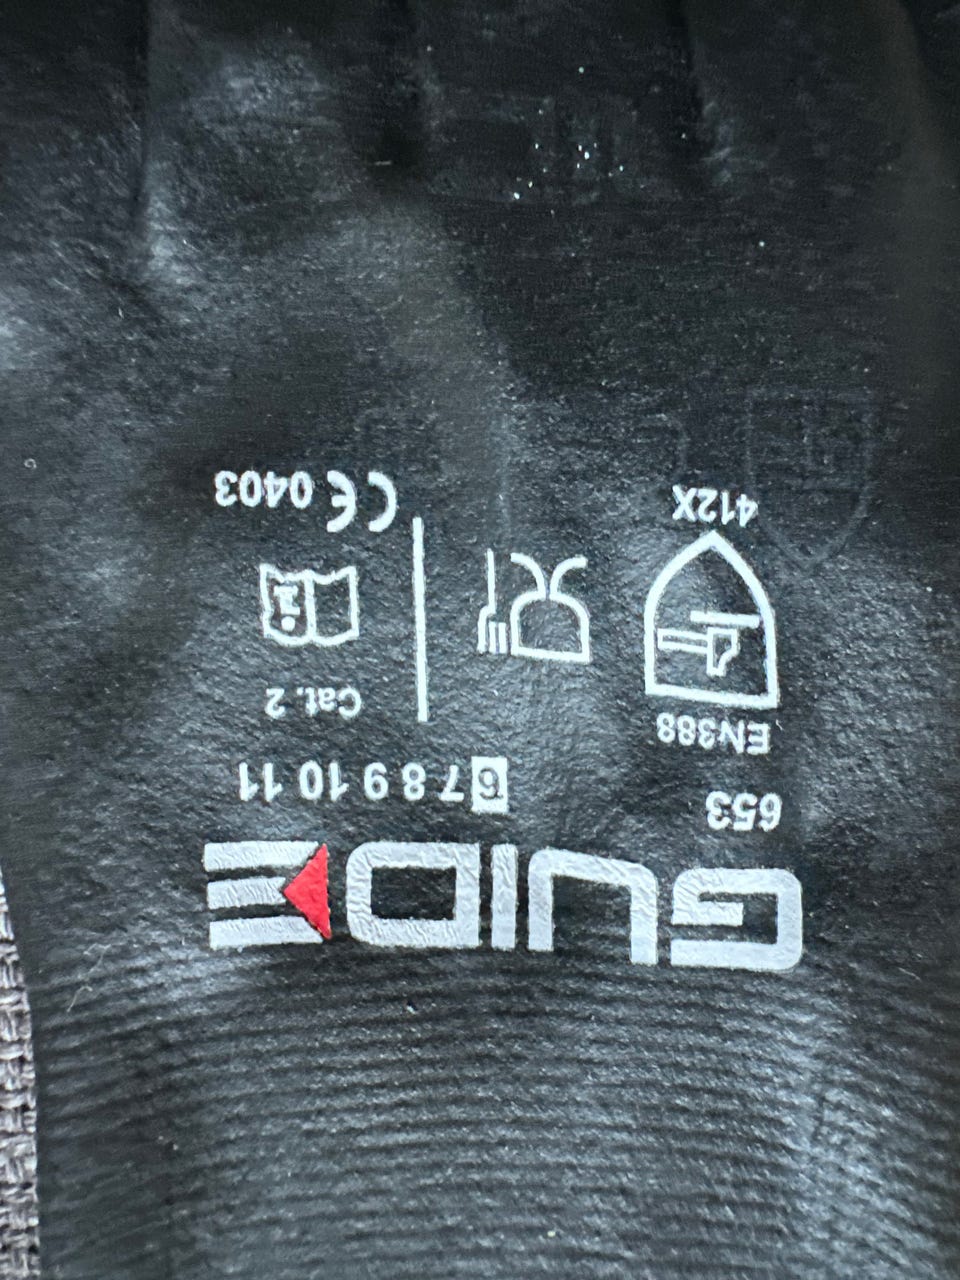 GUIDE
653
6 7 8 9 10 11
EN388
412X
Cat. 2
i
CE 0403